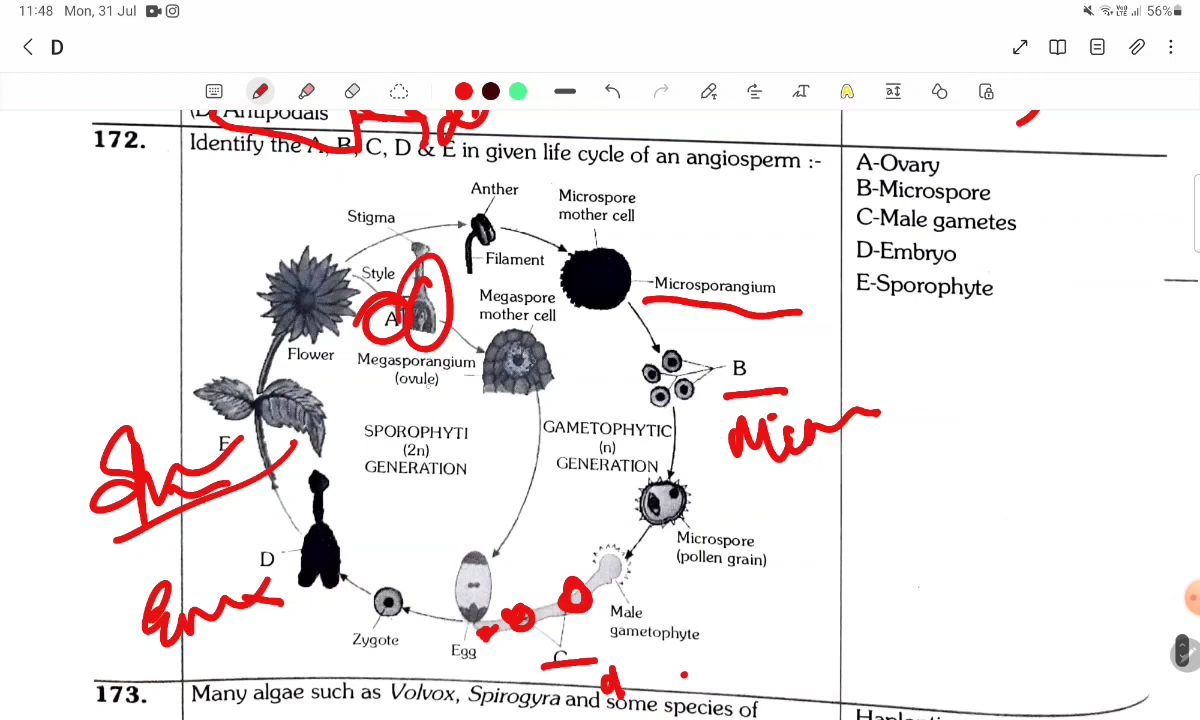 11:48 Mon, 31 Jul
56%
D
Antipodals
172. Identify the A, B, C, D & E in given life cycle of an angiosperm :-
A-Ovary
B-Microspore
C-Male gametes
D-Embryo
E-Sporophyte
Anther
Microspore
mother cell
Stigma
Filament
Style
Microsporangium
Megaspore
mother cell
A
Flower
Megasporangium
(ovule)
B
SPOROPHYTI
(2n)
GENERATION
GAMETOPHYTIC
(n)
GENERATION
E
Microspore
(pollen grain)
D
Male
gametophyte
Zygote
Egg
C
173. Many algae such as Volvox, Spirogyra and some species of